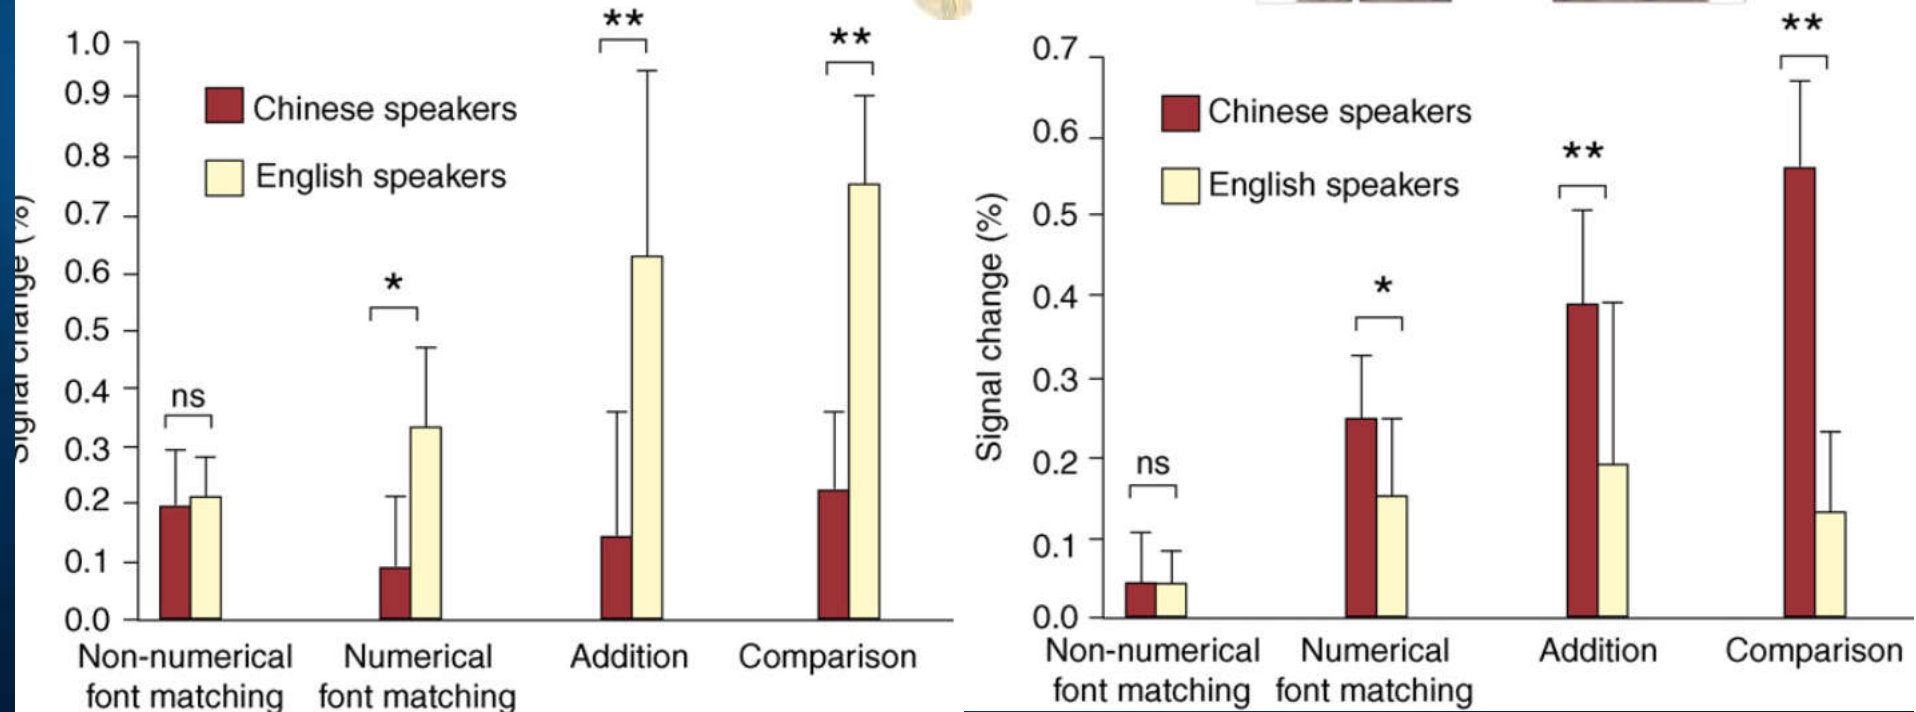 Signal change (%)
1.0
0.9
0.8
0.7
0.6
0.5
0.4
0.3
0.2
0.1
0.0
Chinese speakers
English speakers
ns
*
**
**
Non-numerical
font matching
Numerical
font matching
Addition
Comparison
Signal change (%)
0.7
0.6
0.5
0.4
0.3
0.2
0.1
0.0
Chinese speakers
English speakers
ns
*
**
**
Non-numerical
font matching
Numerical
font matching
Addition
Comparison